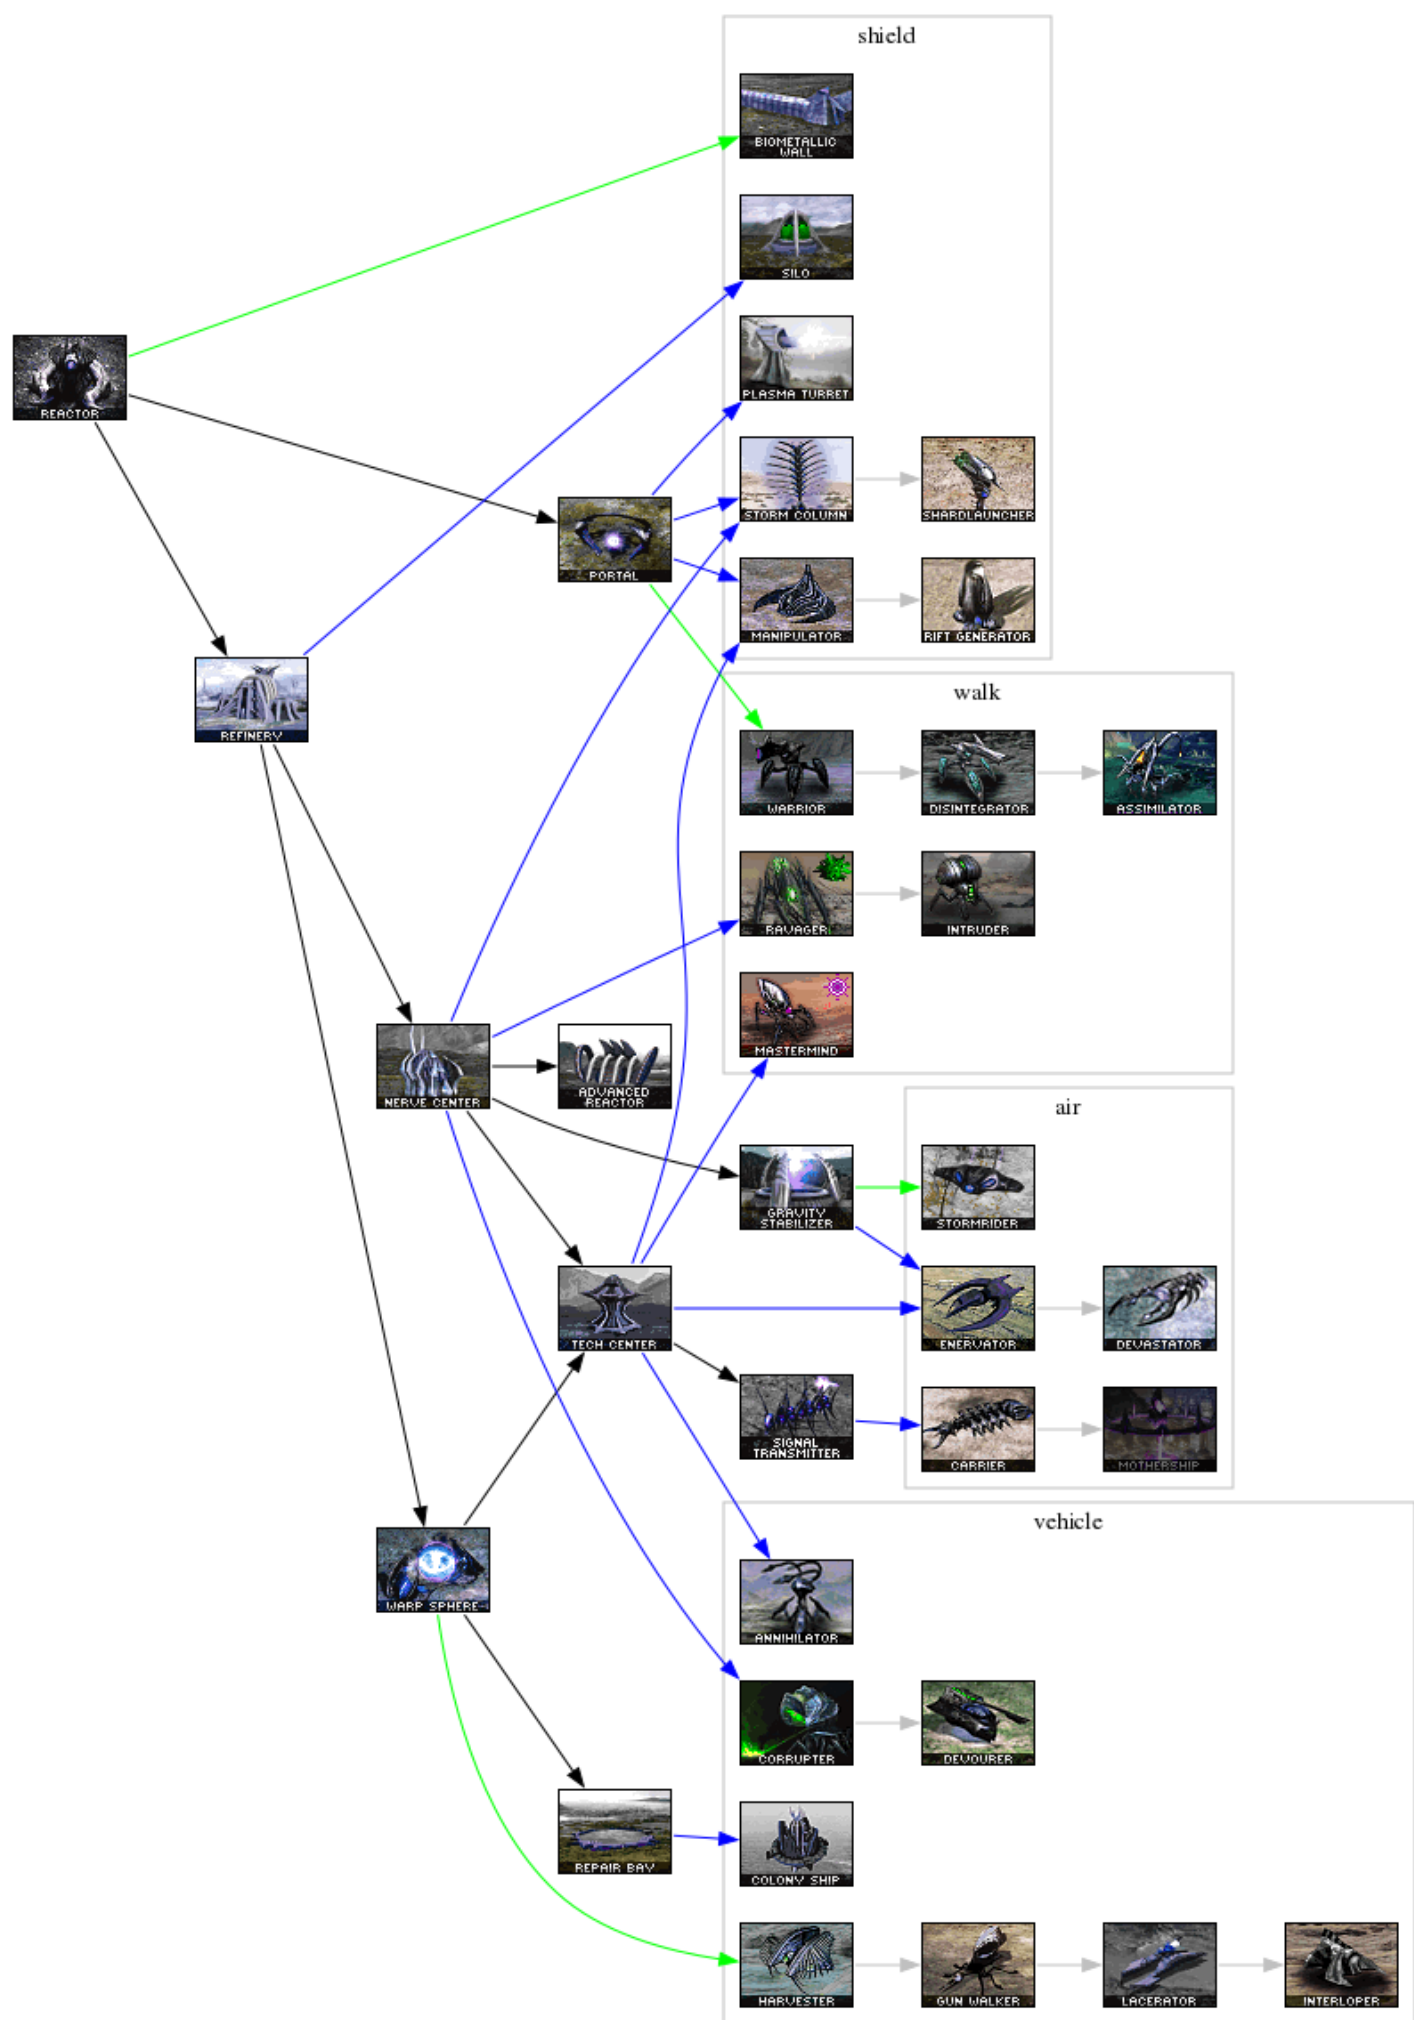 shield
BIOMETALLIC
WALL
SILO
REACTOR
PLASMA TURRET
STORM COLUMN
SHARDLAUNCHER
PORTAL
MANIPULATOR
RIFT GENERATOR
REFINERY
walk
WARRIOR
DISINTEGRATOR
ASSIMILATOR
RAVAGER
INTRUDER
MASTERMIND
NERVE CENTER
ADVANCED
REACTOR
air
GRAVITY
STABILIZER
STORMRIDER
TECH CENTER
ENERVATOR
DEVASTATOR
SIGNAL
TRANSMITTER
CARRIER
MOTHERSHIP
vehicle
WARP SPHERE
ANNIHILATOR
CORRUPTER
DEVOURER
REPAIR BAY
COLONY SHIP
HARVESTER
GUN WALKER
LACERATOR
INTERLOPER